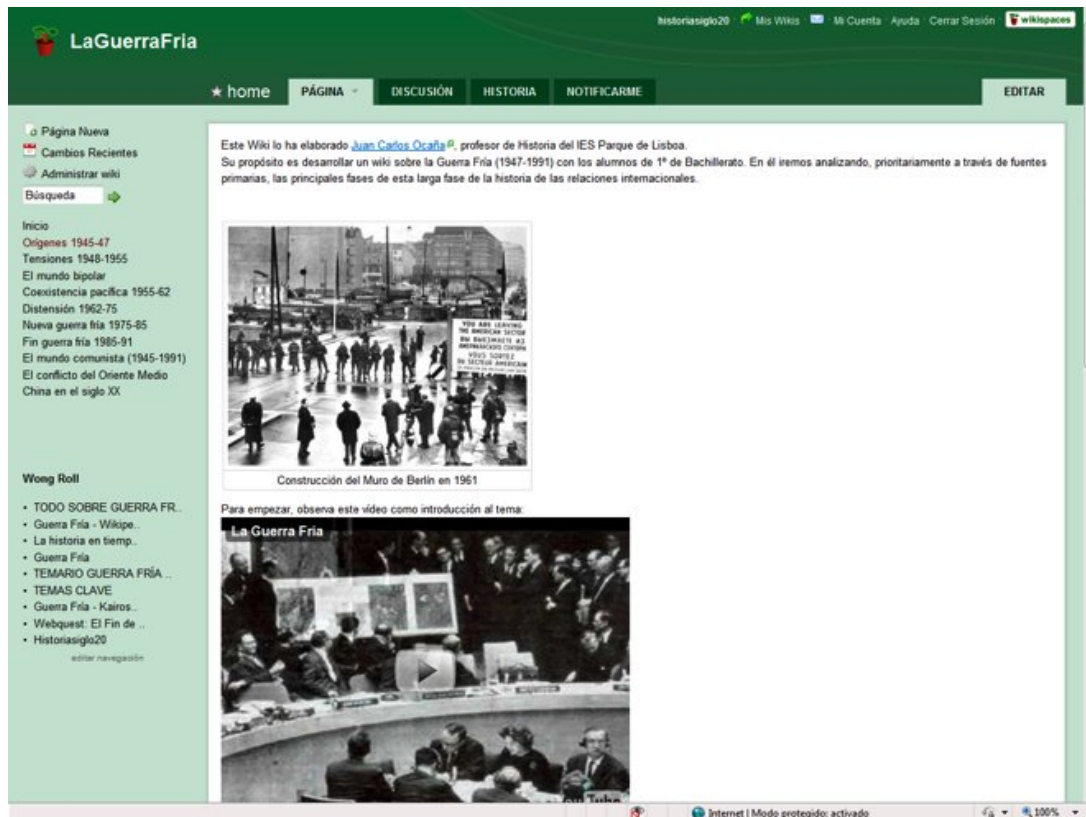 historiasiglo20 · Mis Wikis · Mi Cuenta · Ayuda · Cerrar Sesión wikispaces
LaGuerraFria
home PÁGINA DISCUSIÓN HISTORIA NOTIFICARME EDITAR
Página Nueva
Cambios Recientes
Administrar wiki
Búsqueda
Inicio
Orígenes 1945-47
Tensiones 1948-1955
El mundo bipolar
Coexistencia pacífica 1955-62
Distensión 1962-75
Nueva guerra fría 1975-85
Fin guerra fría 1985-91
El mundo comunista (1945-1991)
El conflicto del Oriente Medio
China en el siglo XX
Wong Roll
• TODO SOBRE GUERRA FR..
• Guerra Fría - Wikipe..
• La historia en tiemp..
• Guerra Fría
• TEMARIO GUERRA FRÍA ..
• TEMAS CLAVE
• Guerra Fría - Kairos..
• Webquest: El Fin de ..
• Historiasiglo20
editar navegación
Este Wiki lo ha elaborado Juan Carlos Ocaña, profesor de Historia del IES Parque de Lisboa.
Su propósito es desarrollar un wiki sobre la Guerra Fría (1947-1991) con los alumnos de 1º de Bachillerato. En él iremos analizando, prioritariamente a través de fuentes
primarias, las principales fases de esta larga fase de la historia de las relaciones internacionales.
YOU ARE LEAVING
THE AMERICAN SECTOR
VOUS SORTEZ
DU SECTEUR AMERICAIN
Construcción del Muro de Berlín en 1961
Para empezar, observa este vídeo como introducción al tema:
La Guerra Fria
Internet | Modo protegido: activado 100%